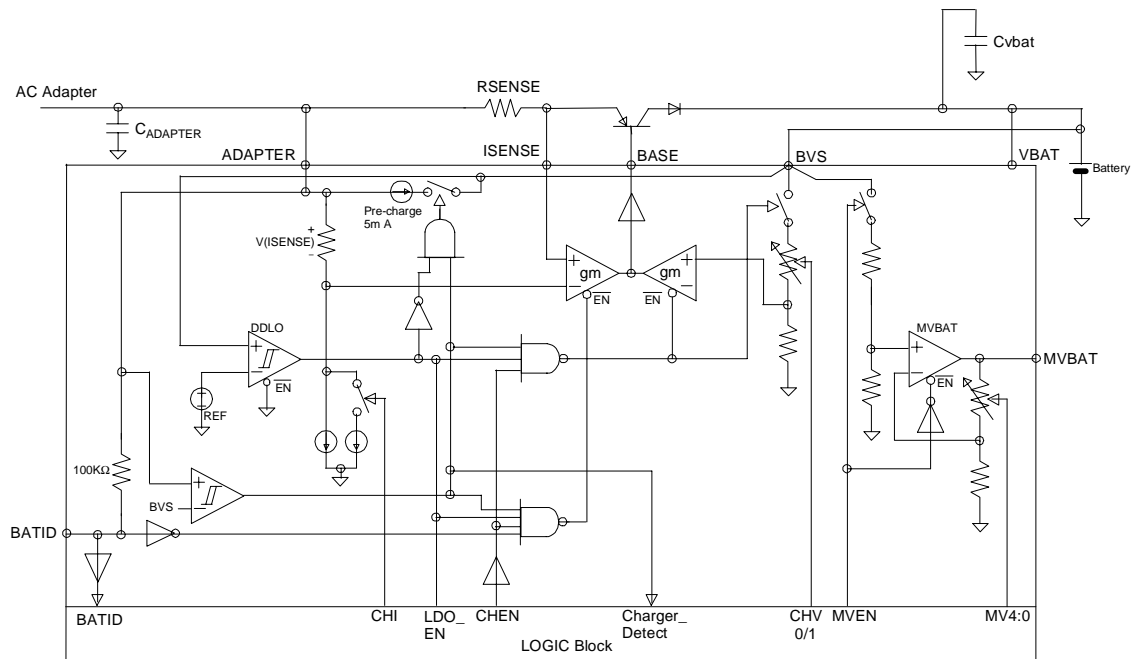 Cvbat
RSENSE
AC Adapter
CADAPTER
ADAPTER
ISENSE
BASE
BVS
VBAT
Battery
Pre-charge
5m A
+
V(ISENSE)
−
+
gm
−
EN
+
gm
−
EN
DDLO
+
−
EN
REF
MVBAT
+
−
EN
MVBAT
100KΩ
+
BVS
−
BATID
BATID
CHI
LDO_
EN
CHEN
Charger_
Detect
CHV
0/1
MVEN
MV4:0
LOGIC Block